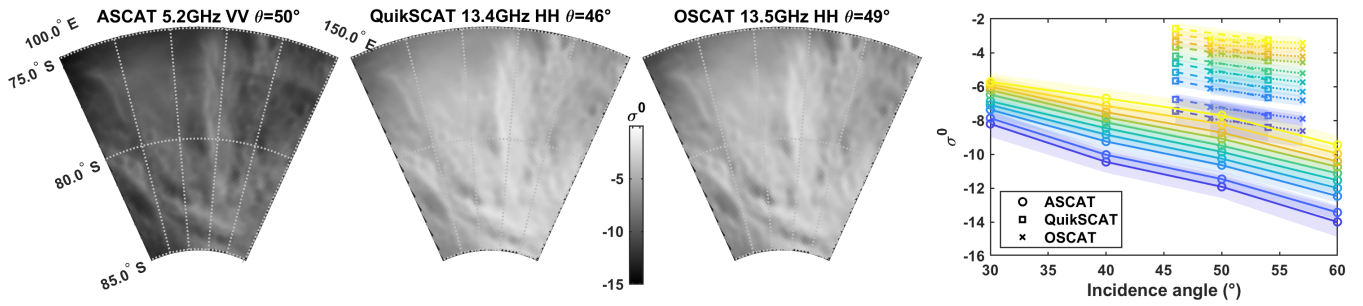 ASCAT 5.2GHz VV θ=50°
QuikSCAT 13.4GHz HH θ=46°
OSCAT 13.5GHz HH θ=49°
100.0° E
75.0° S
80.0° S
85.0° S
150.0° E
σ⁰
-5
-10
-15
-2
-4
-6
-8
-10
-12
-14
-16
σ⁰
ASCAT
QuikSCAT
OSCAT
30 35 40 45 50 55 60
Incidence angle (°)